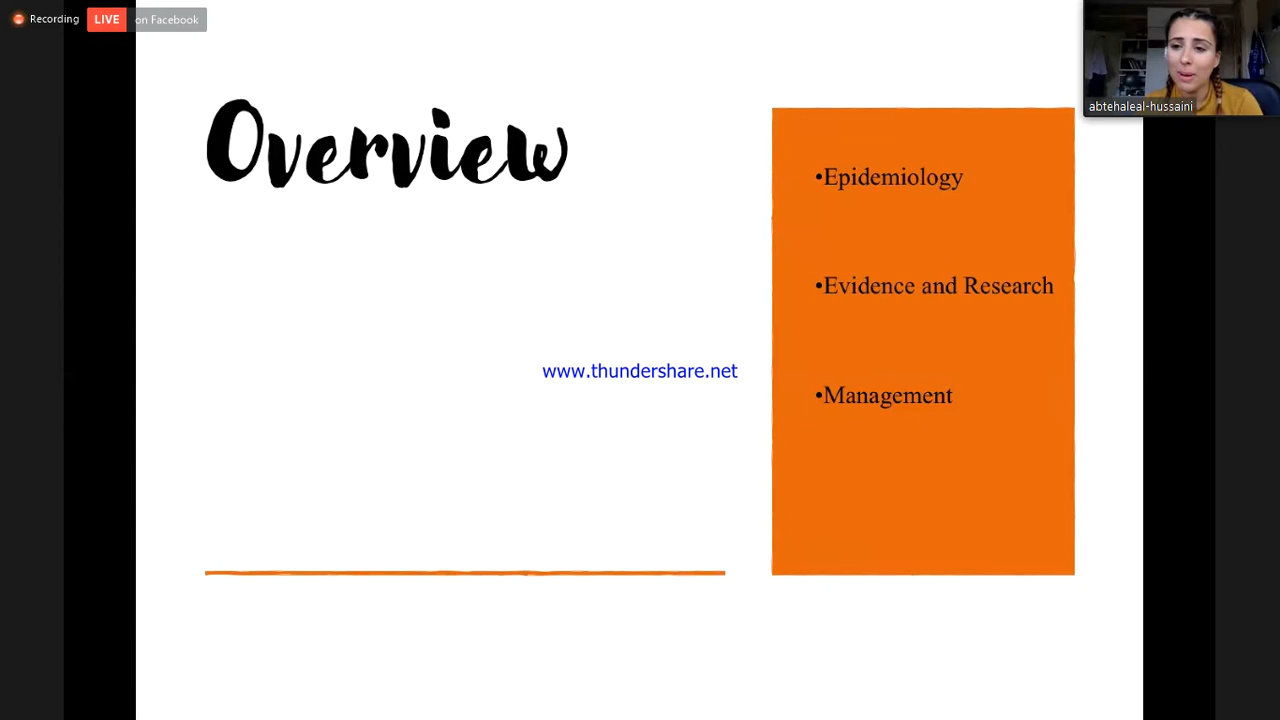 Recording
LIVE on Facebook
abtehaleal-hussaini
Overview
•Epidemiology
•Evidence and Research
www.thundershare.net
•Management